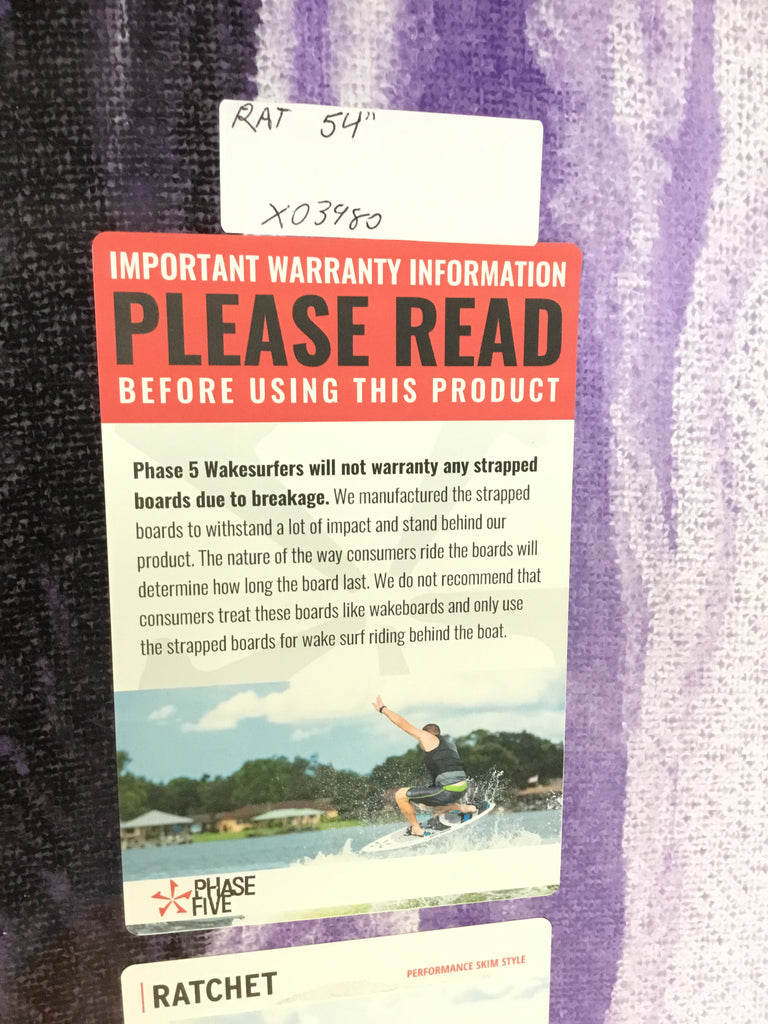 RAT 54"
X03980
IMPORTANT WARRANTY INFORMATION
PLEASE READ
BEFORE USING THIS PRODUCT
Phase 5 Wakesurfers will not warranty any strapped
boards due to breakage. We manufactured the strapped
boards to withstand a lot of impact and stand behind our
product. The nature of the way consumers ride the boards will
determine how long the board last. We do not recommend that
consumers treat these boards like wakeboards and only use
the strapped boards for wake surf riding behind the boat.
PHASE
FIVE
RATCHET
PERFORMANCE SKIM STYLE